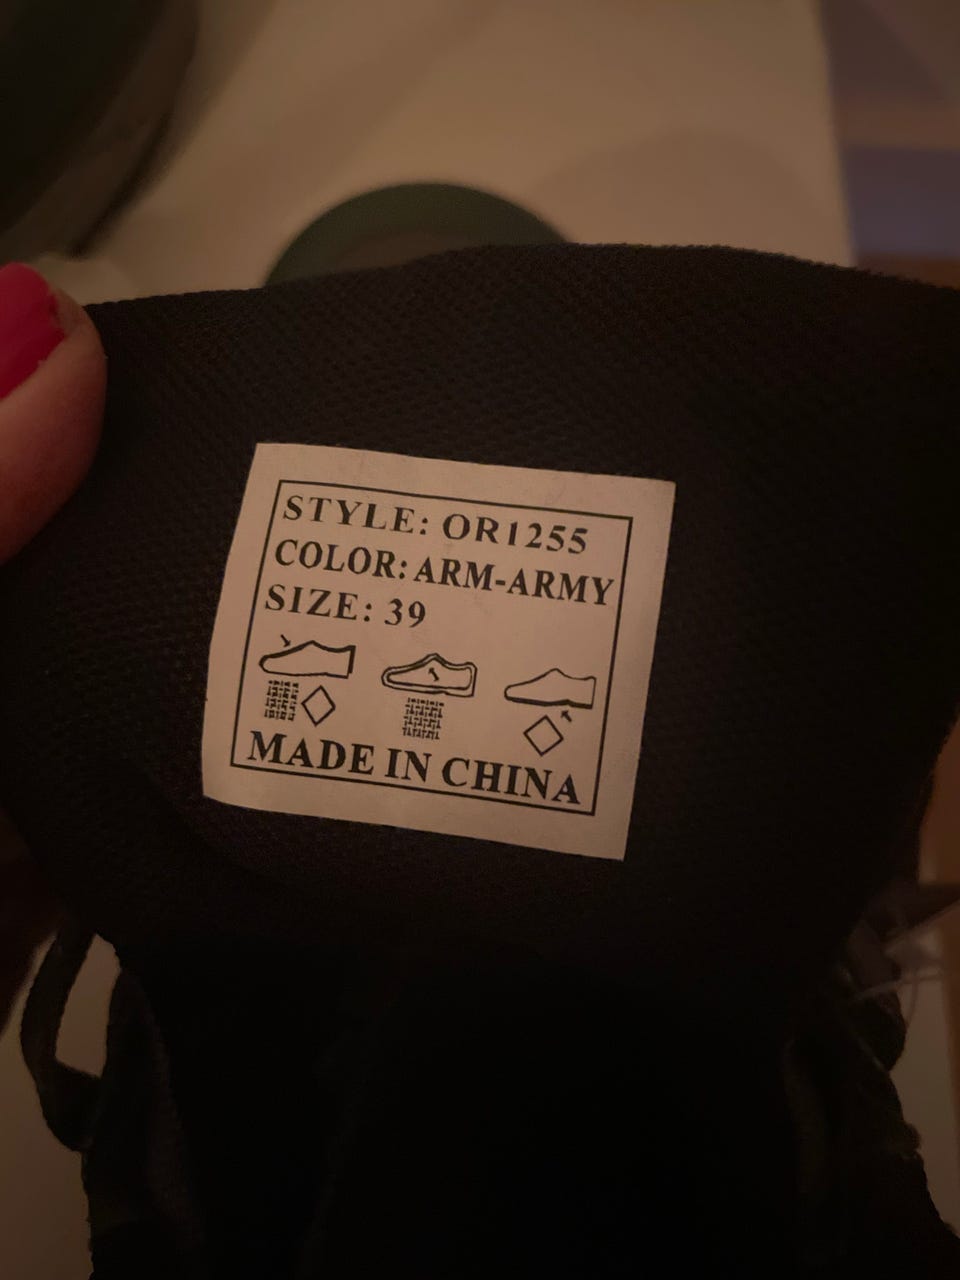 STYLE: OR1255
COLOR: ARM-ARMY
SIZE: 39
MADE IN CHINA